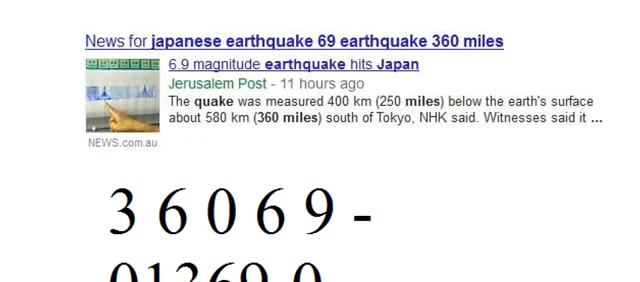 News for japanese earthquake 69 earthquake 360 miles
6.9 magnitude earthquake hits Japan
Jerusalem Post - 11 hours ago
The quake was measured 400 km (250 miles) below the earth's surface
about 580 km (360 miles) south of Tokyo, NHK said. Witnesses said it ...
NEWS.com.au
3 6 0 6 9 -